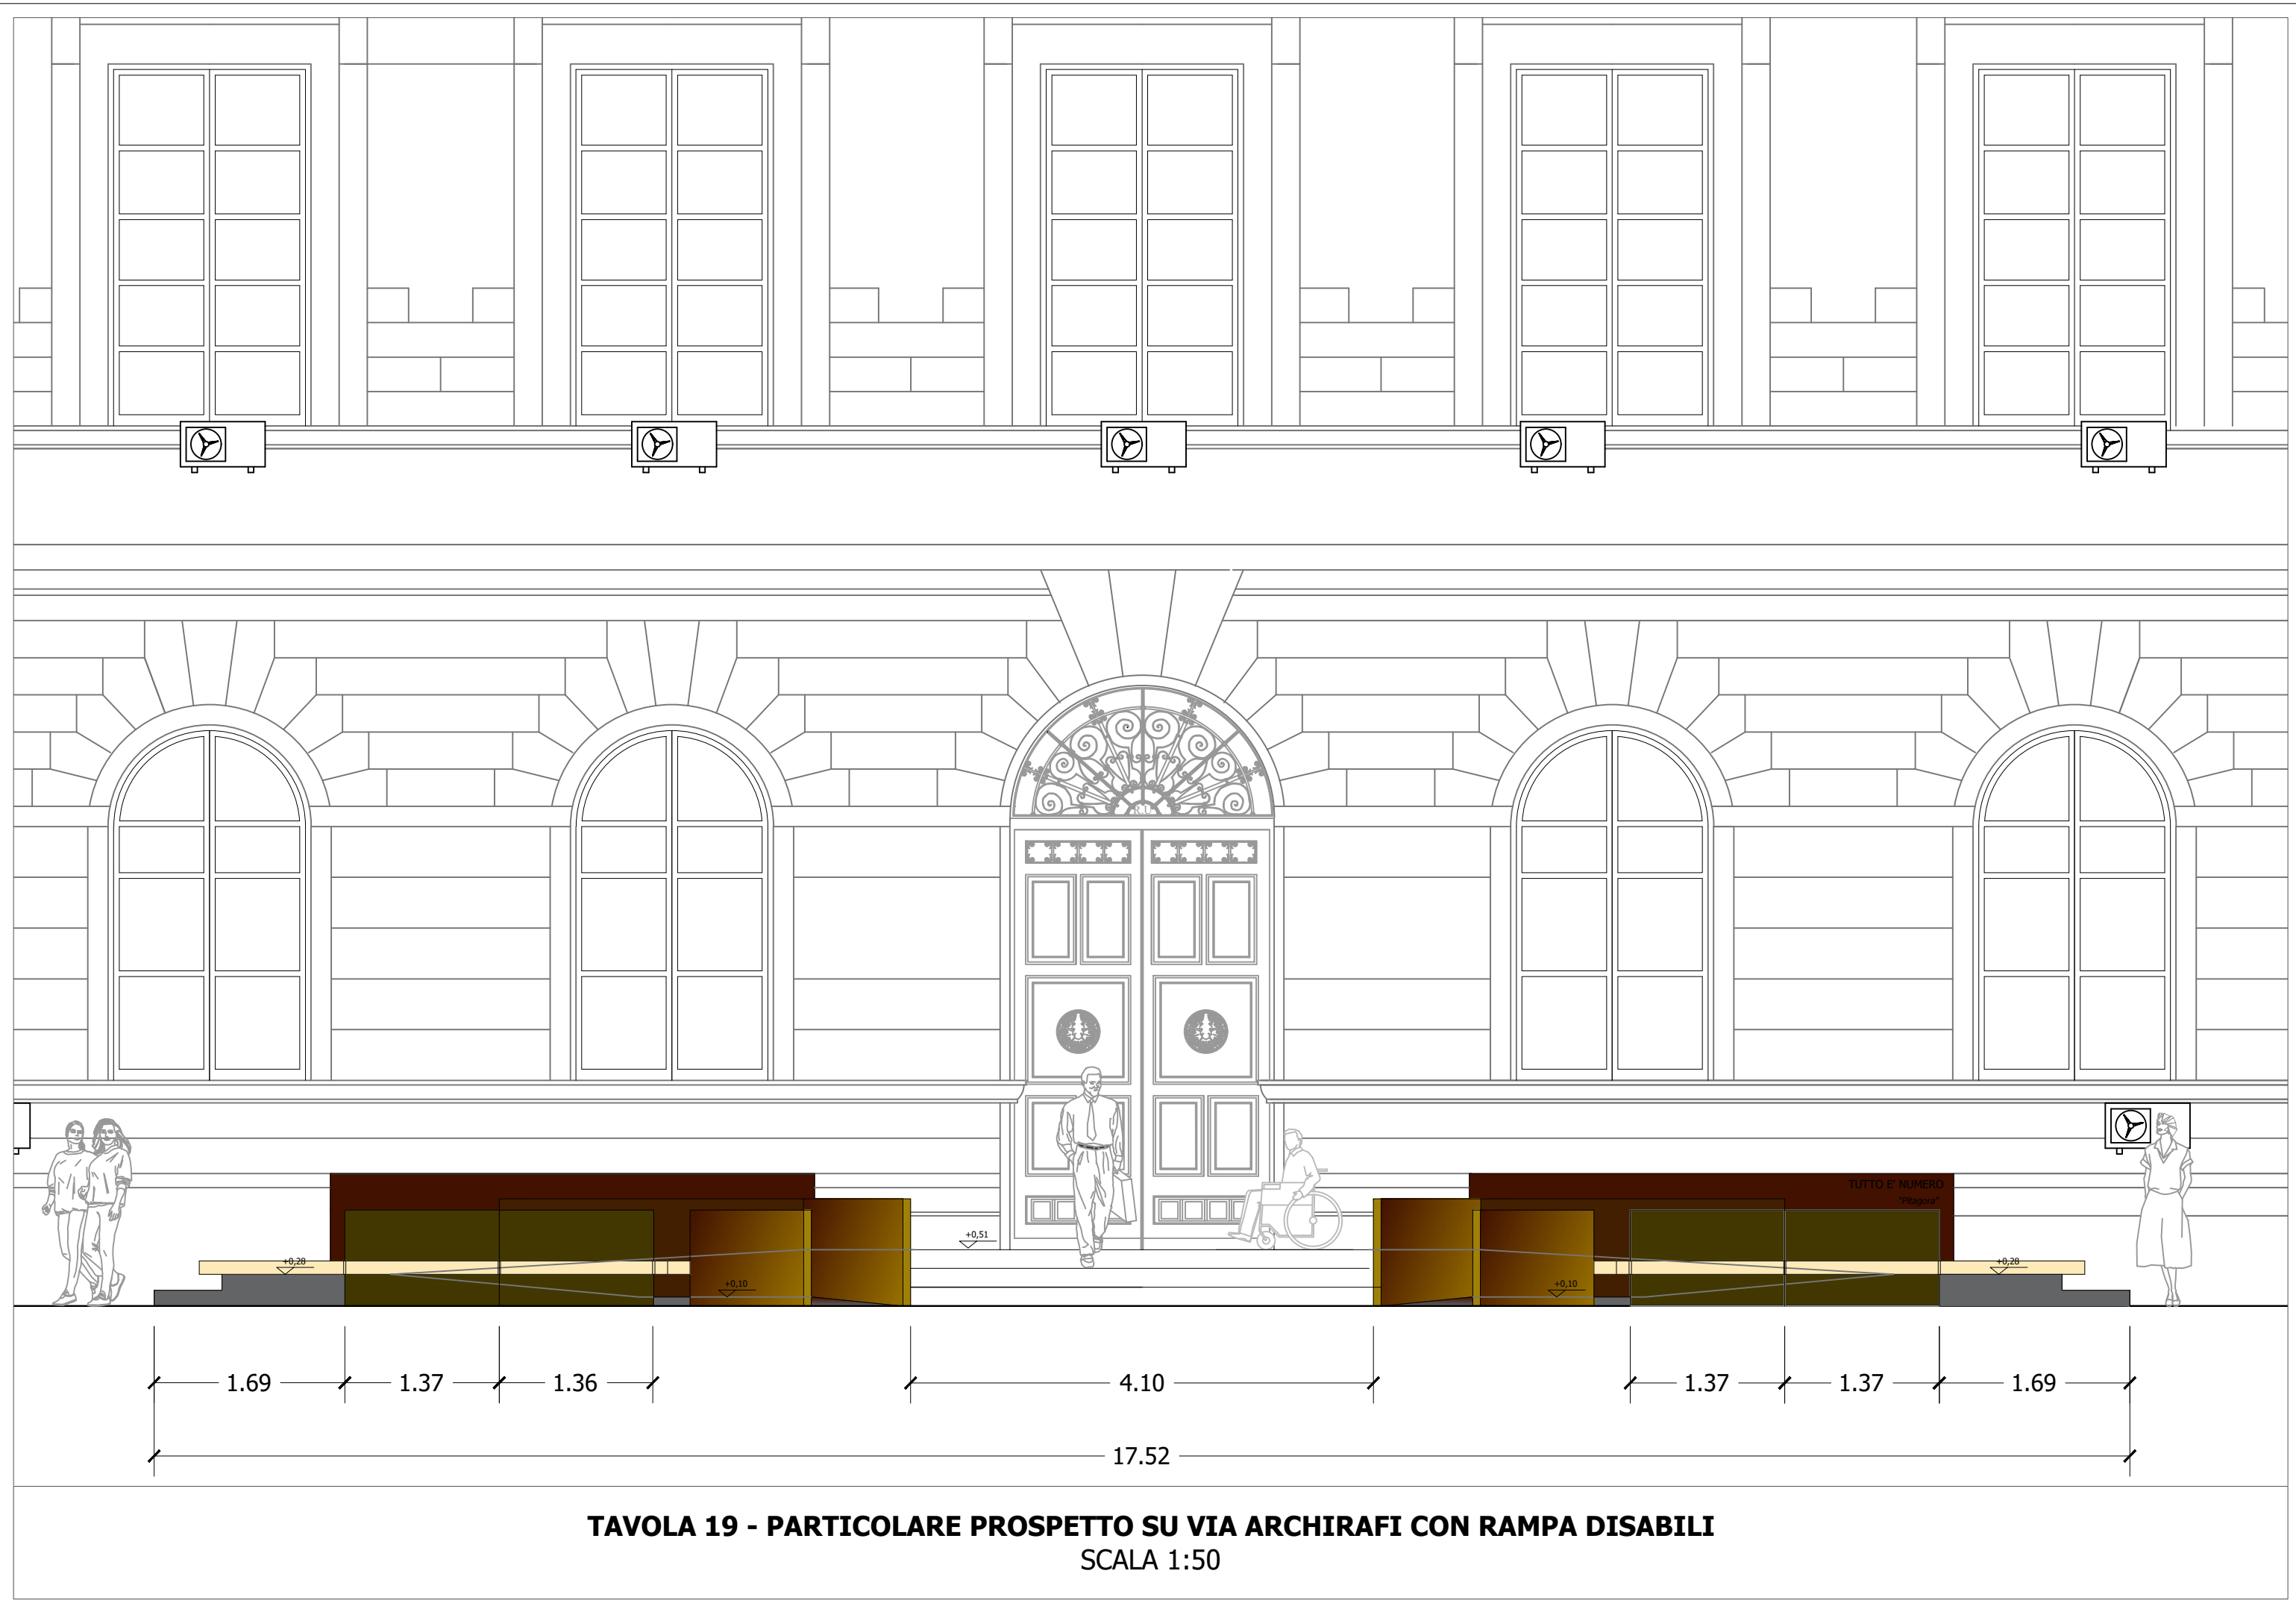 R.U.
TUTTO E' NUMERO
"Pitagora"
+0,51
+0,28
+0,28
+0,10
+0,10
1.69
1.37
1.36
4.10
1.37
1.37
1.69
17.52
TAVOLA 19 - PARTICOLARE PROSPETTO SU VIA ARCHIRAFI CON RAMPA DISABILI
SCALA 1:50